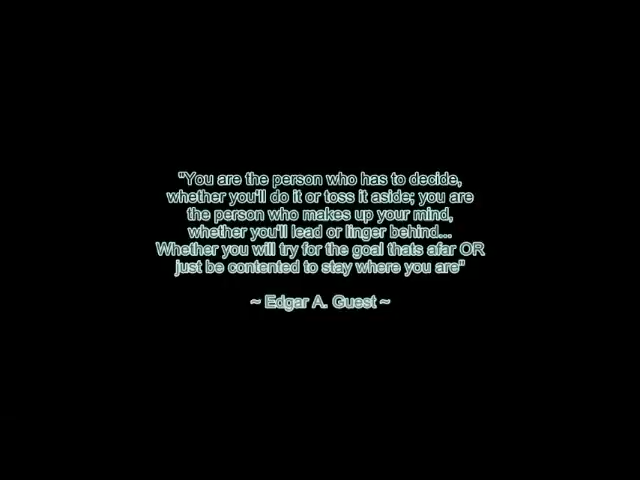 "You are the person who has to decide,
whether you'll do it or toss it aside; you are
the person who makes up your mind,
whether you'll lead or linger behind...
Whether you will try for the goal thats afar OR
just be contented to stay where you are"
~ Edgar A. Guest ~